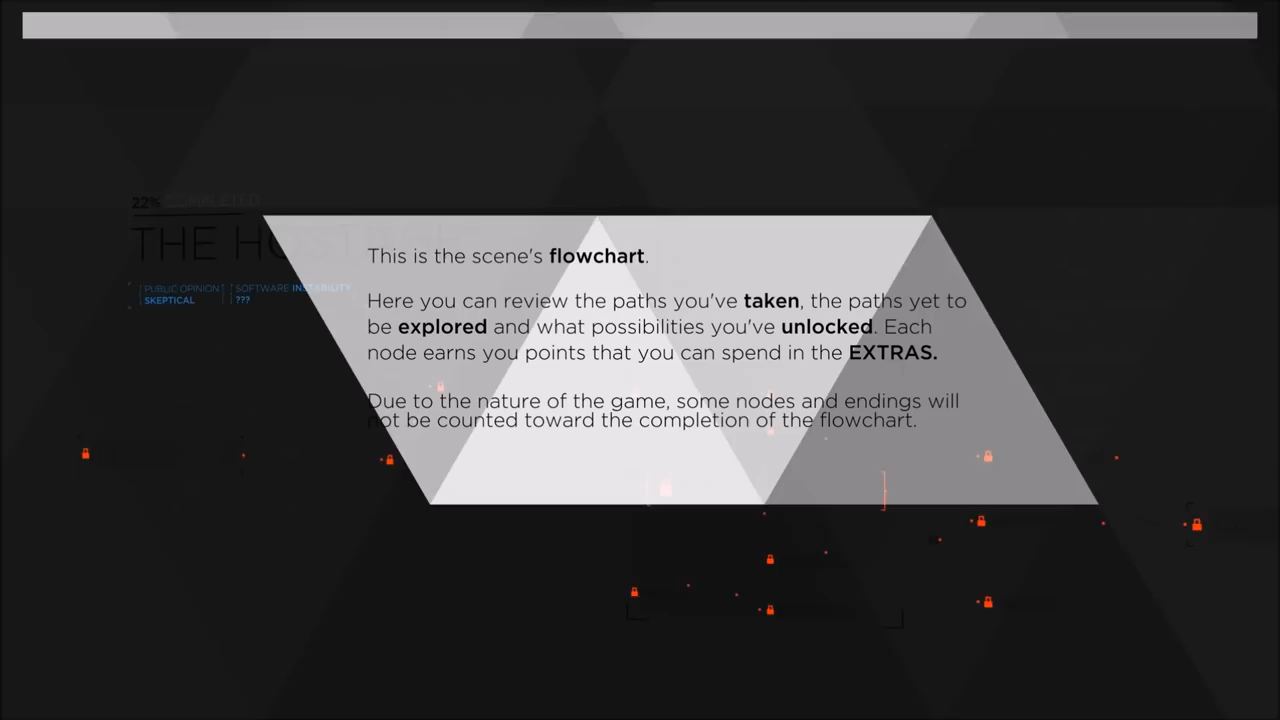 22% COMPLETED
THE HOSTAGE
PUBLIC OPINION
SKEPTICAL
SOFTWARE INSTABILITY
???
This is the scene's flowchart.
Here you can review the paths you've taken, the paths yet to
be explored and what possibilities you've unlocked. Each
node earns you points that you can spend in the EXTRAS.
Due to the nature of the game, some nodes and endings will
not be counted toward the completion of the flowchart.